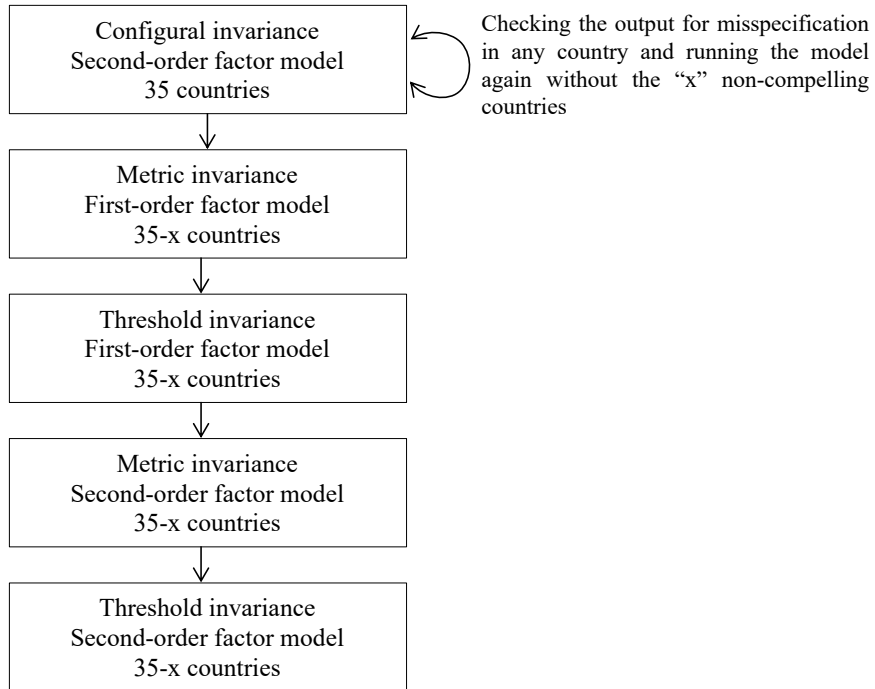 Configural invariance
Second-order factor model
35 countries
Checking the output for misspecification
in any country and running the model
again without the “x” non-compelling
countries
Metric invariance
First-order factor model
35-x countries
Threshold invariance
First-order factor model
35-x countries
Metric invariance
Second-order factor model
35-x countries
Threshold invariance
Second-order factor model
35-x countries